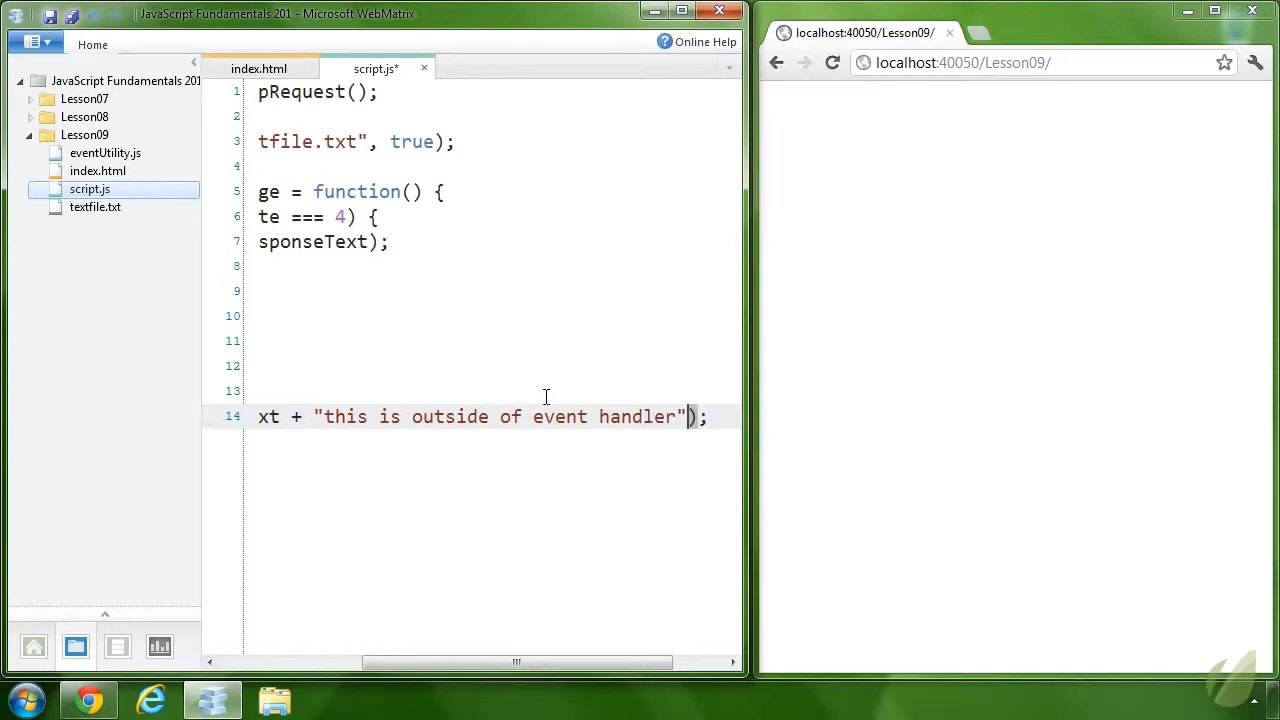 JavaScript Fundamentals 201 - Microsoft WebMatrix
Home
Online Help
JavaScript Fundamentals 201
Lesson07
Lesson08
Lesson09
eventUtility.js
index.html
script.js
textfile.txt
index.html
script.js*
1 pRequest();
2
3 tfile.txt", true);
4
5 ge = function() {
6 te === 4) {
7 sponseText);
8
9
10
11
12
13
14 xt + "this is outside of event handler");
localhost:40050/Lesson09/
localhost:40050/Lesson09/